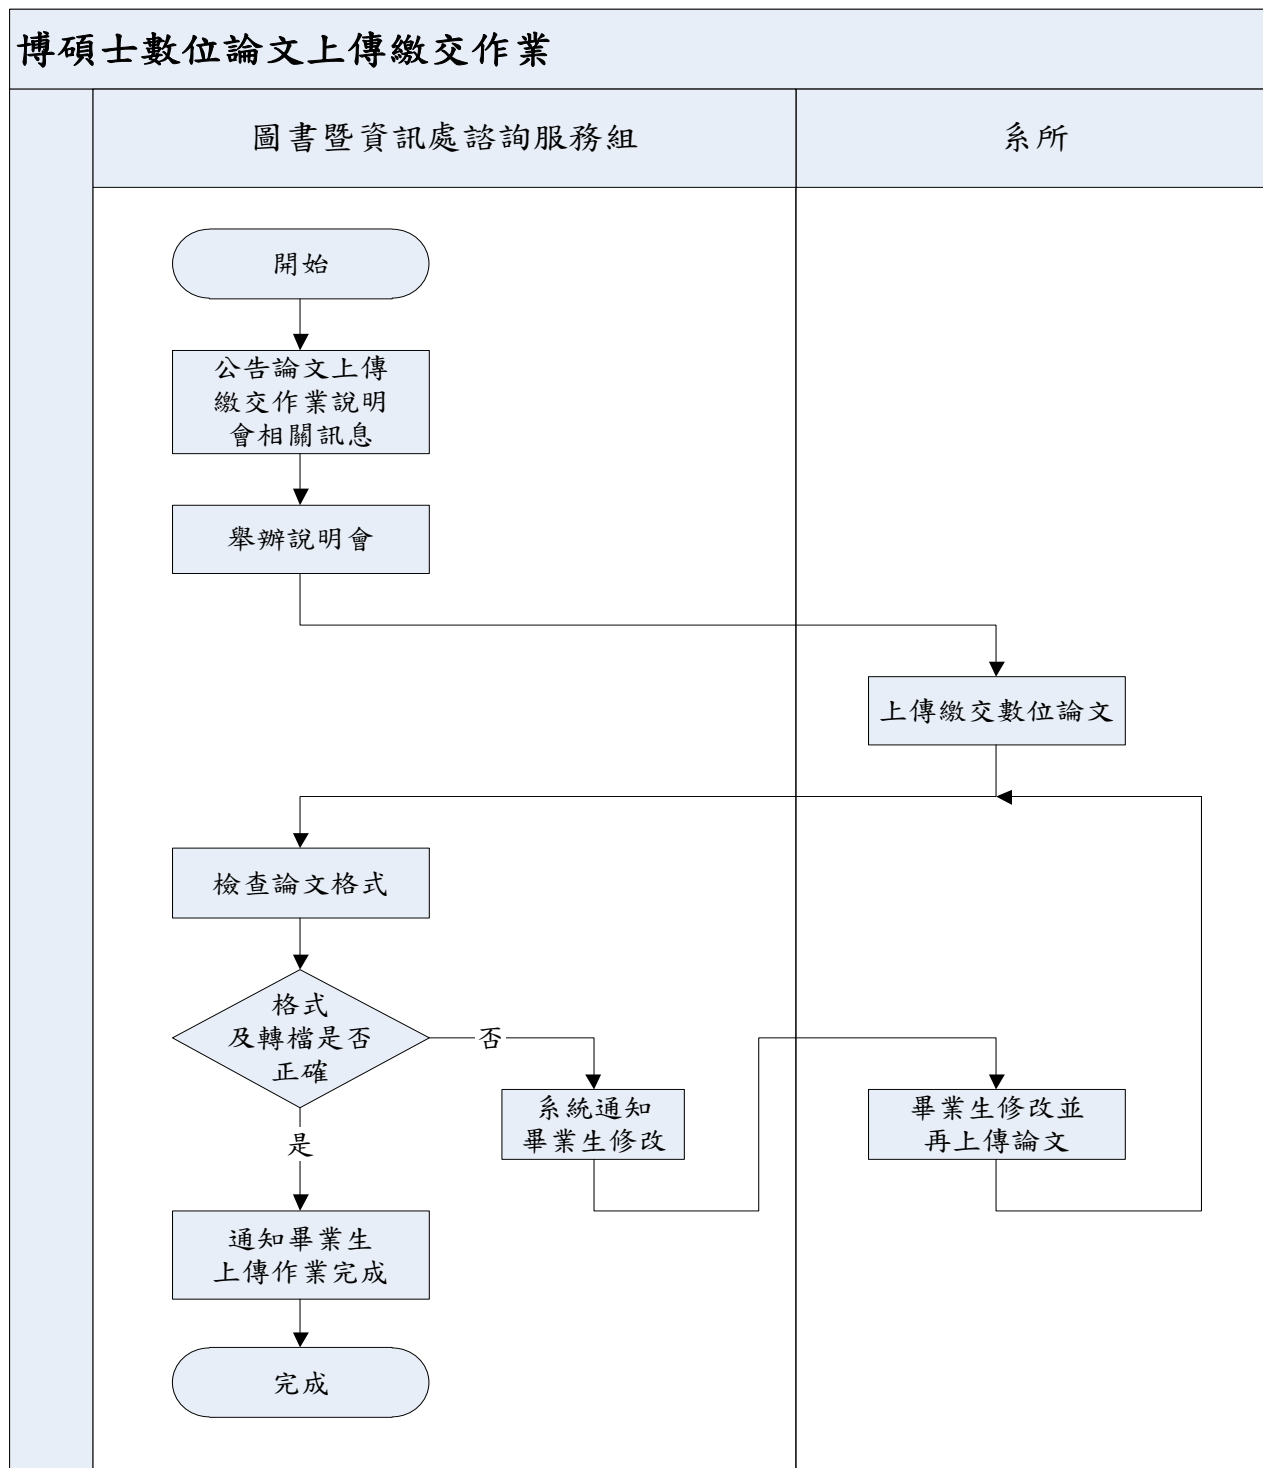 博碩士數位論文上傳繳交作業
圖書暨資訊處諮詢服務組
系所
開始
公告論文上傳
繳交作業說明
會相關訊息
舉辦說明會
上傳繳交數位論文
檢查論文格式
格式
及轉檔是否
正確
否
系統通知
畢業生修改
畢業生修改並
再上傳論文
是
通知畢業生
上傳作業完成
完成